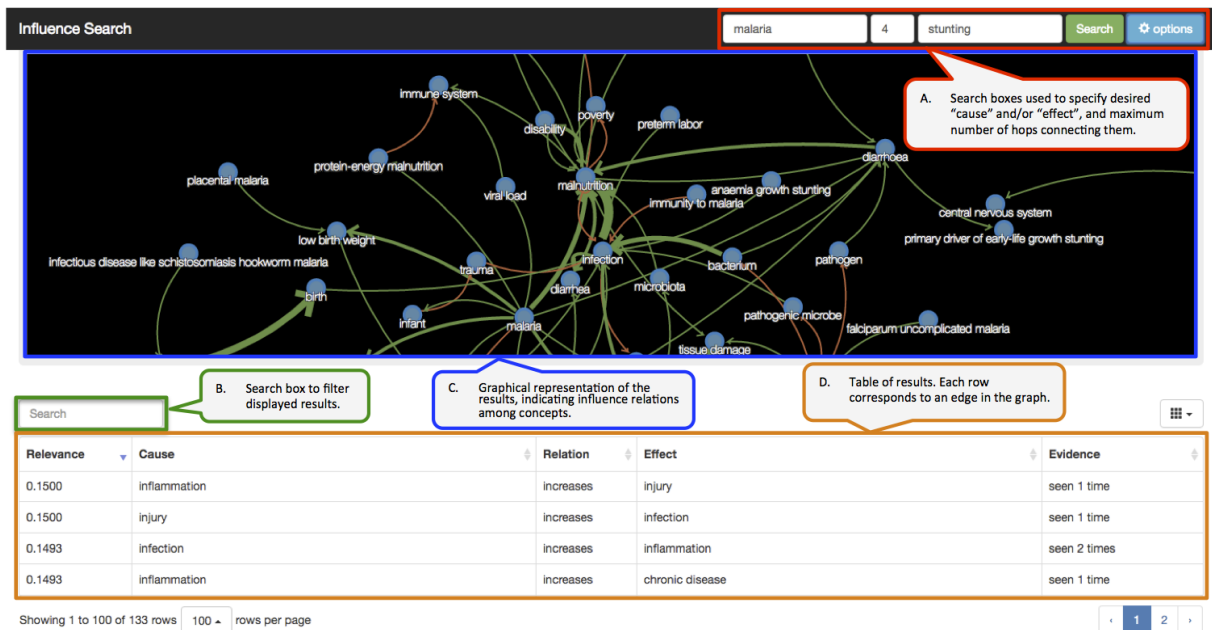 Influence Search
malaria
4
stunting
Search
options
A. Search boxes used to specify desired
"cause" and/or "effect", and maximum
number of hops connecting them.
immune system
disability
poverty
preterm labor
diarrhoea
protein-energy malnutrition
placental malaria
malnutrition
viral load
anaemia growth stunting
immunity to malaria
central nervous system
low birth weight
primary driver of early-life growth stunting
infectious disease like schistosomiasis hookworm malaria
trauma
infection
bacterium
pathogen
birth
diarrhea
microbiota
infant
malaria
pathogenic microbe
falciparum uncomplicated malaria
tissue damage
B. Search box to filter
displayed results.
C. Graphical representation of the
results, indicating influence relations
among concepts.
D. Table of results. Each row
corresponds to an edge in the graph.
Search
Relevance Cause Relation Effect Evidence
0.1500 inflammation increases injury seen 1 time
0.1500 injury increases infection seen 1 time
0.1493 infection increases inflammation seen 2 times
0.1493 inflammation increases chronic disease seen 1 time
Showing 1 to 100 of 133 rows 100 rows per page
‹ 1 2 ›